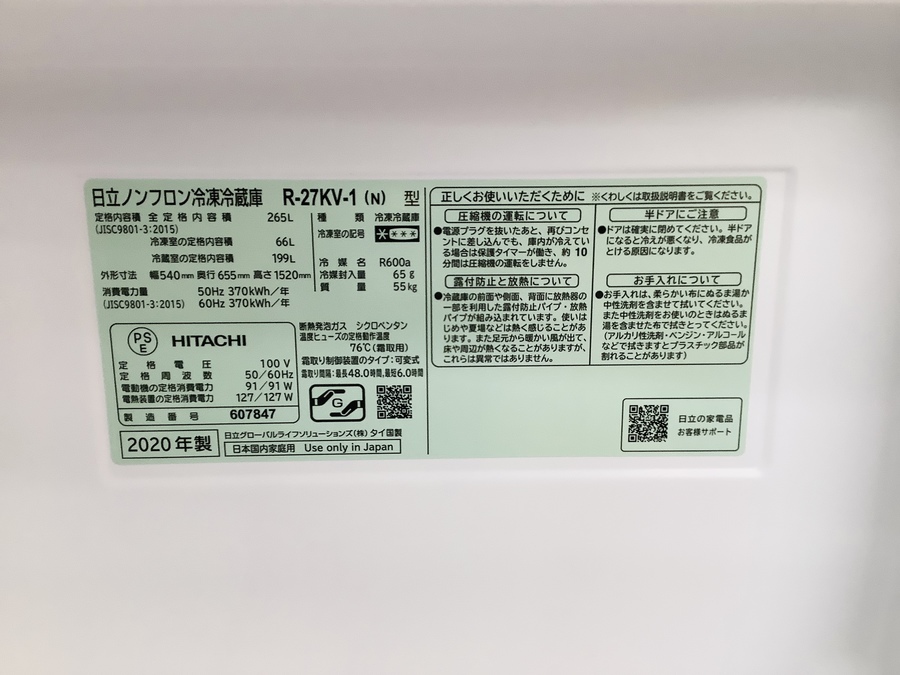 日立ノンフロン冷凍冷蔵庫 R-27KV-1 (N) 型
定格内容積 全定格内容積 265L
(JISC9801-3:2015)
冷凍室の定格内容積 66L
冷蔵室の定格内容積 199L
外形寸法 幅540mm 奥行655mm 高さ1520mm
消費電力量 50Hz 370kWh/年
(JISC9801-3:2015) 60Hz 370kWh/年
種類 冷凍冷蔵庫
冷凍室の記号 ****
冷媒名 R600a
冷媒封入量 65g
質量 55kg
PS
E
HITACHI
定格電圧 100V
定格周波数 50/60Hz
電動機の定格消費電力 91/91W
電熱装置の定格消費電力 127/127W
製造番号 607847
断熱発泡ガス シクロペンタン
温度ヒューズの定格動作温度
76℃(霜取用)
霜取り制御装置のタイプ:可変式
霜取り間隔:最長48.0時間,最短6.0時間
G
2020年製
日立グローバルライフソリューションズ(株) タイ国製
日本国内家庭用 Use only in Japan
正しくお使いいただくために ※くわしくは取扱説明書をご覧ください。
圧縮機の運転について
●電源プラグを抜いたあと、再びコンセ
ントに差し込んでも、庫内が冷えてい
る場合は保護タイマーが働き、約10
分間は圧縮機の運転をしません。
露付防止と放熱について
●冷蔵庫の前面や側面、背面に放熱器の
一部を利用した露付防止パイプ・放熱
パイプが組み込まれています。使いは
じめや夏場などは熱く感じることがあ
ります。また足元から暖かい風が出て、
床や周辺が熱くなることがありますが、
これらは異常ではありません。
半ドアにご注意
●ドアは確実に閉めてください。半ドア
になると冷えが悪くなり、冷凍食品が
とける原因になります。
お手入れについて
●お手入れは、柔らかい布にぬるま湯か
中性洗剤を含ませて拭いてください。
また中性洗剤をお使いのときはぬるま
湯を含ませた布で拭きとってください。
(アルカリ性洗剤・ベンジン・アルコール
などで拭きますとプラスチック部品が
割れることがあります)
日立の家電品
お客様サポート